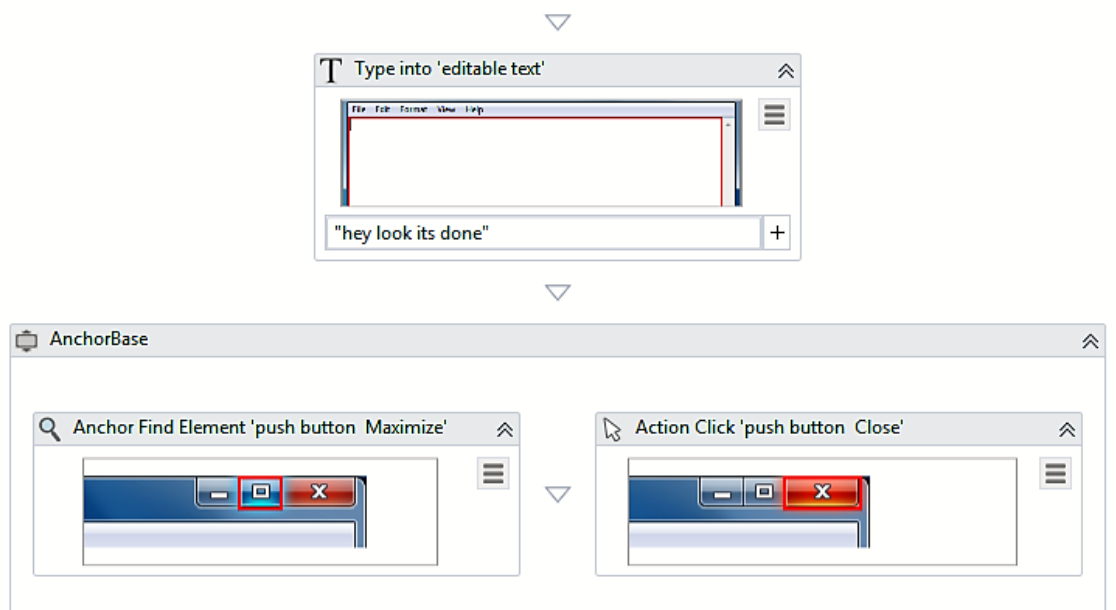 Type into 'editable text'
File Edit Format View Help
"hey look its done"
AnchorBase
Anchor Find Element 'push button  Maximize'
Action Click 'push button  Close'